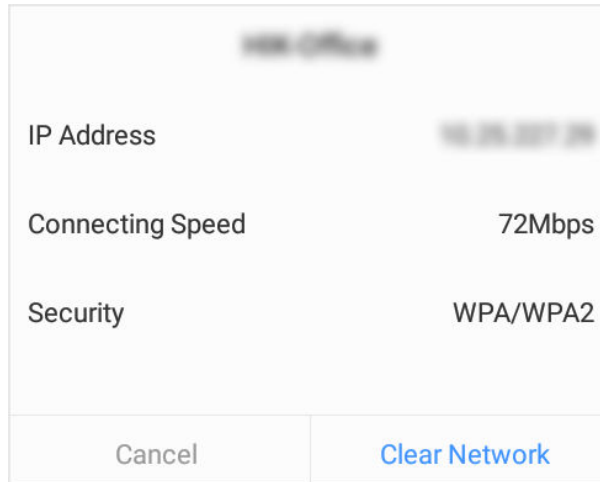 IP Address
Connecting Speed 72Mbps
Security WPA/WPA2
Cancel Clear Network